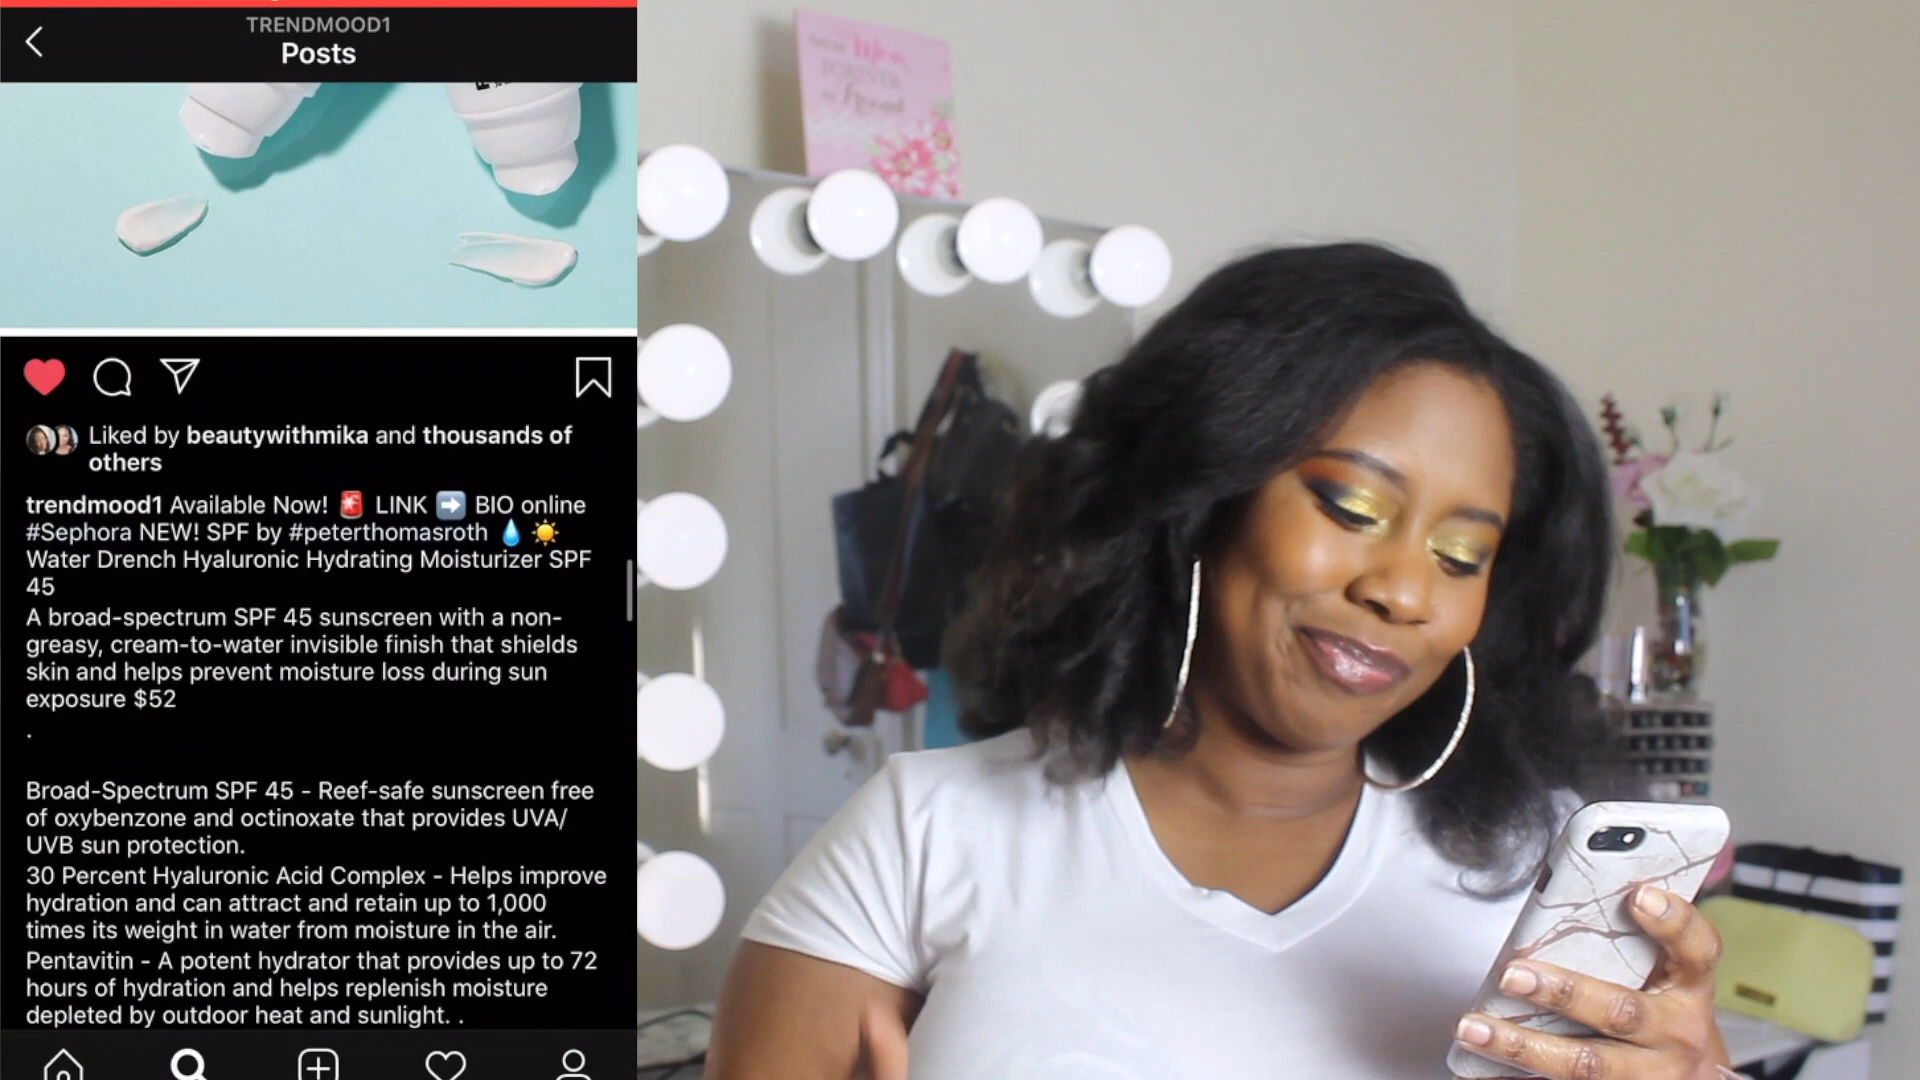 TRENDMOOD1
Posts
Liked by beautywithmika and thousands of
others
trendmood1 Available Now! 🚨 LINK ➡️ BIO online
#Sephora NEW! SPF by #peterthomasroth 💧☀️
Water Drench Hyaluronic Hydrating Moisturizer SPF
45
A broad-spectrum SPF 45 sunscreen with a non-
greasy, cream-to-water invisible finish that shields
skin and helps prevent moisture loss during sun
exposure $52
.
Broad-Spectrum SPF 45 - Reef-safe sunscreen free
of oxybenzone and octinoxate that provides UVA/
UVB sun protection.
30 Percent Hyaluronic Acid Complex - Helps improve
hydration and can attract and retain up to 1,000
times its weight in water from moisture in the air.
Pentavitin - A potent hydrator that provides up to 72
hours of hydration and helps replenish moisture
depleted by outdoor heat and sunlight. .
Mom
FOREVER
Friend